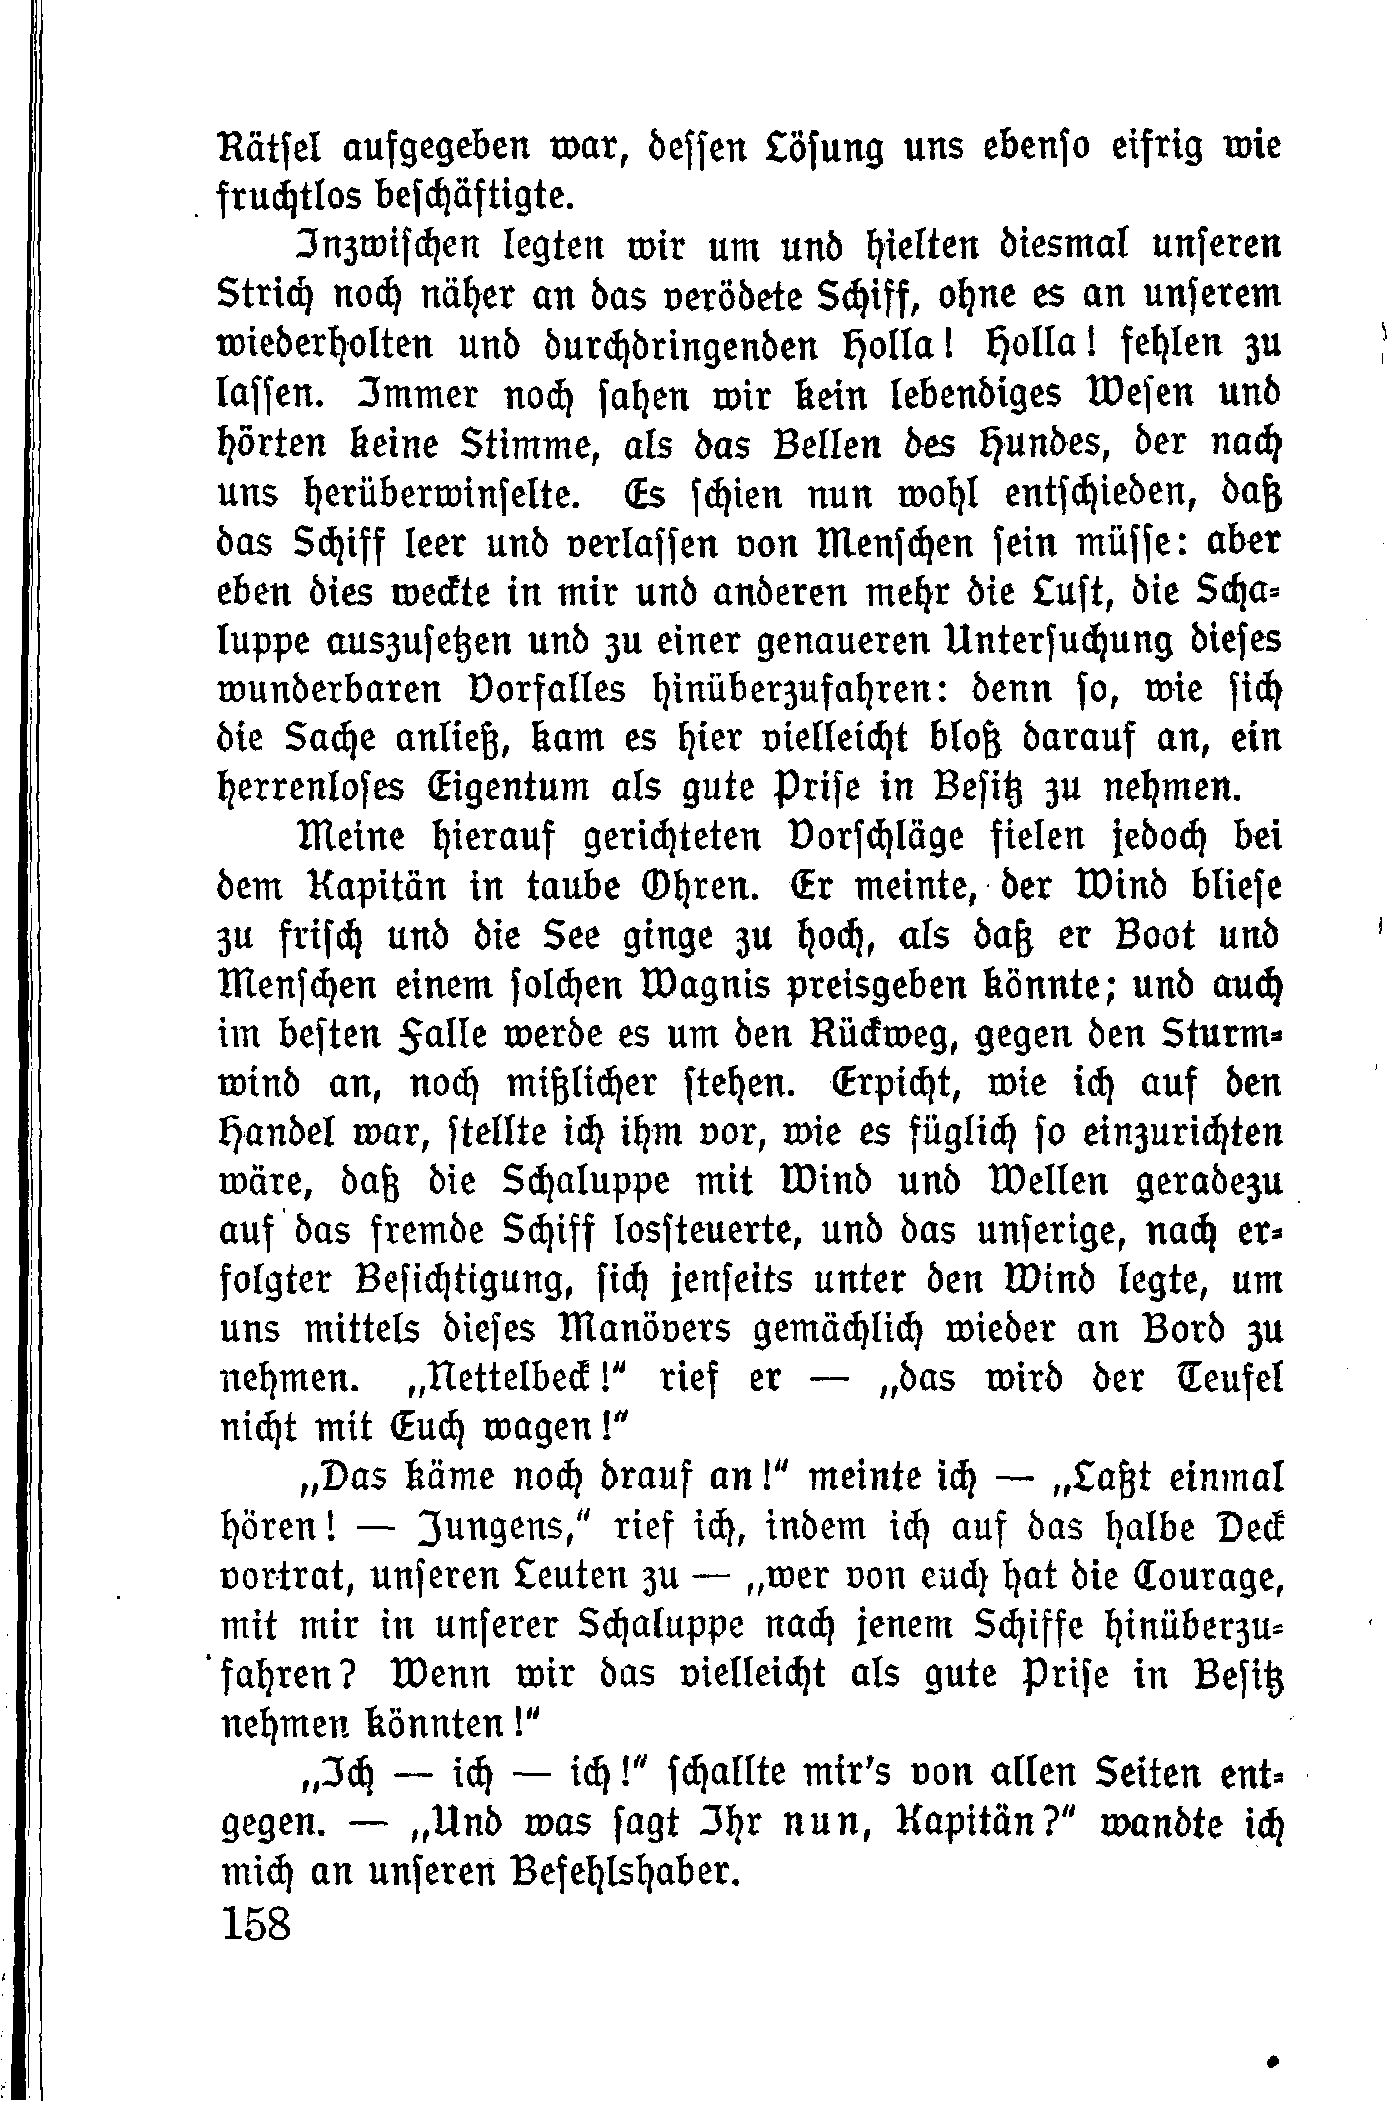 Rätsel aufgegeben war, dessen Lösung uns ebenso eifrig wie
fruchtlos beschäftigte.
Inzwischen legten wir um und hielten diesmal unseren
Strich noch näher an das verödete Schiff, ohne es an unserem
wiederholten und durchdringenden Holla! Holla! fehlen zu
lassen. Immer noch sahen wir kein lebendiges Wesen und
hörten keine Stimme, als das Bellen des Hundes, der nach
uns herüberwinselte. Es schien nun wohl entschieden, daß
das Schiff leer und verlassen von Menschen sein müsse: aber
eben dies weckte in mir und anderen mehr die Lust, die Scha-
luppe auszusetzen und zu einer genaueren Untersuchung dieses
wunderbaren Vorfalles hinüberzufahren: denn so, wie sich
die Sache anließ, kam es hier vielleicht bloß darauf an, ein
herrenloses Eigentum als gute Prise in Besitz zu nehmen.
Meine hierauf gerichteten Vorschläge fielen jedoch bei
dem Kapitän in taube Ohren. Er meinte, der Wind bliese
zu frisch und die See ginge zu hoch, als daß er Boot und
Menschen einem solchen Wagnis preisgeben könnte; und auch
im besten Falle werde es um den Rückweg, gegen den Sturm-
wind an, noch mißlicher stehen. Erpicht, wie ich auf den
Handel war, stellte ich ihm vor, wie es füglich so einzurichten
wäre, daß die Schaluppe mit Wind und Wellen geradezu
auf das fremde Schiff lossteuerte, und das unserige, nach er-
folgter Besichtigung, sich jenseits unter den Wind legte, um
uns mittels dieses Manövers gemächlich wieder an Bord zu
nehmen. „Nettelbeck!“ rief er — „das wird der Teufel
nicht mit Euch wagen!“
„Das käme noch drauf an!“ meinte ich — „Laßt einmal
hören! — Jungens,“ rief ich, indem ich auf das halbe Deck
vortrat, unseren Leuten zu — „wer von euch hat die Courage,
mit mir in unserer Schaluppe nach jenem Schiffe hinüberzu-
fahren? Wenn wir das vielleicht als gute Prise in Besitz
nehmen könnten!“
„Ich — ich — ich!“ schallte mir's von allen Seiten ent-
gegen. — „Und was sagt Ihr nun, Kapitän?“ wandte ich
mich an unseren Befehlshaber.
158